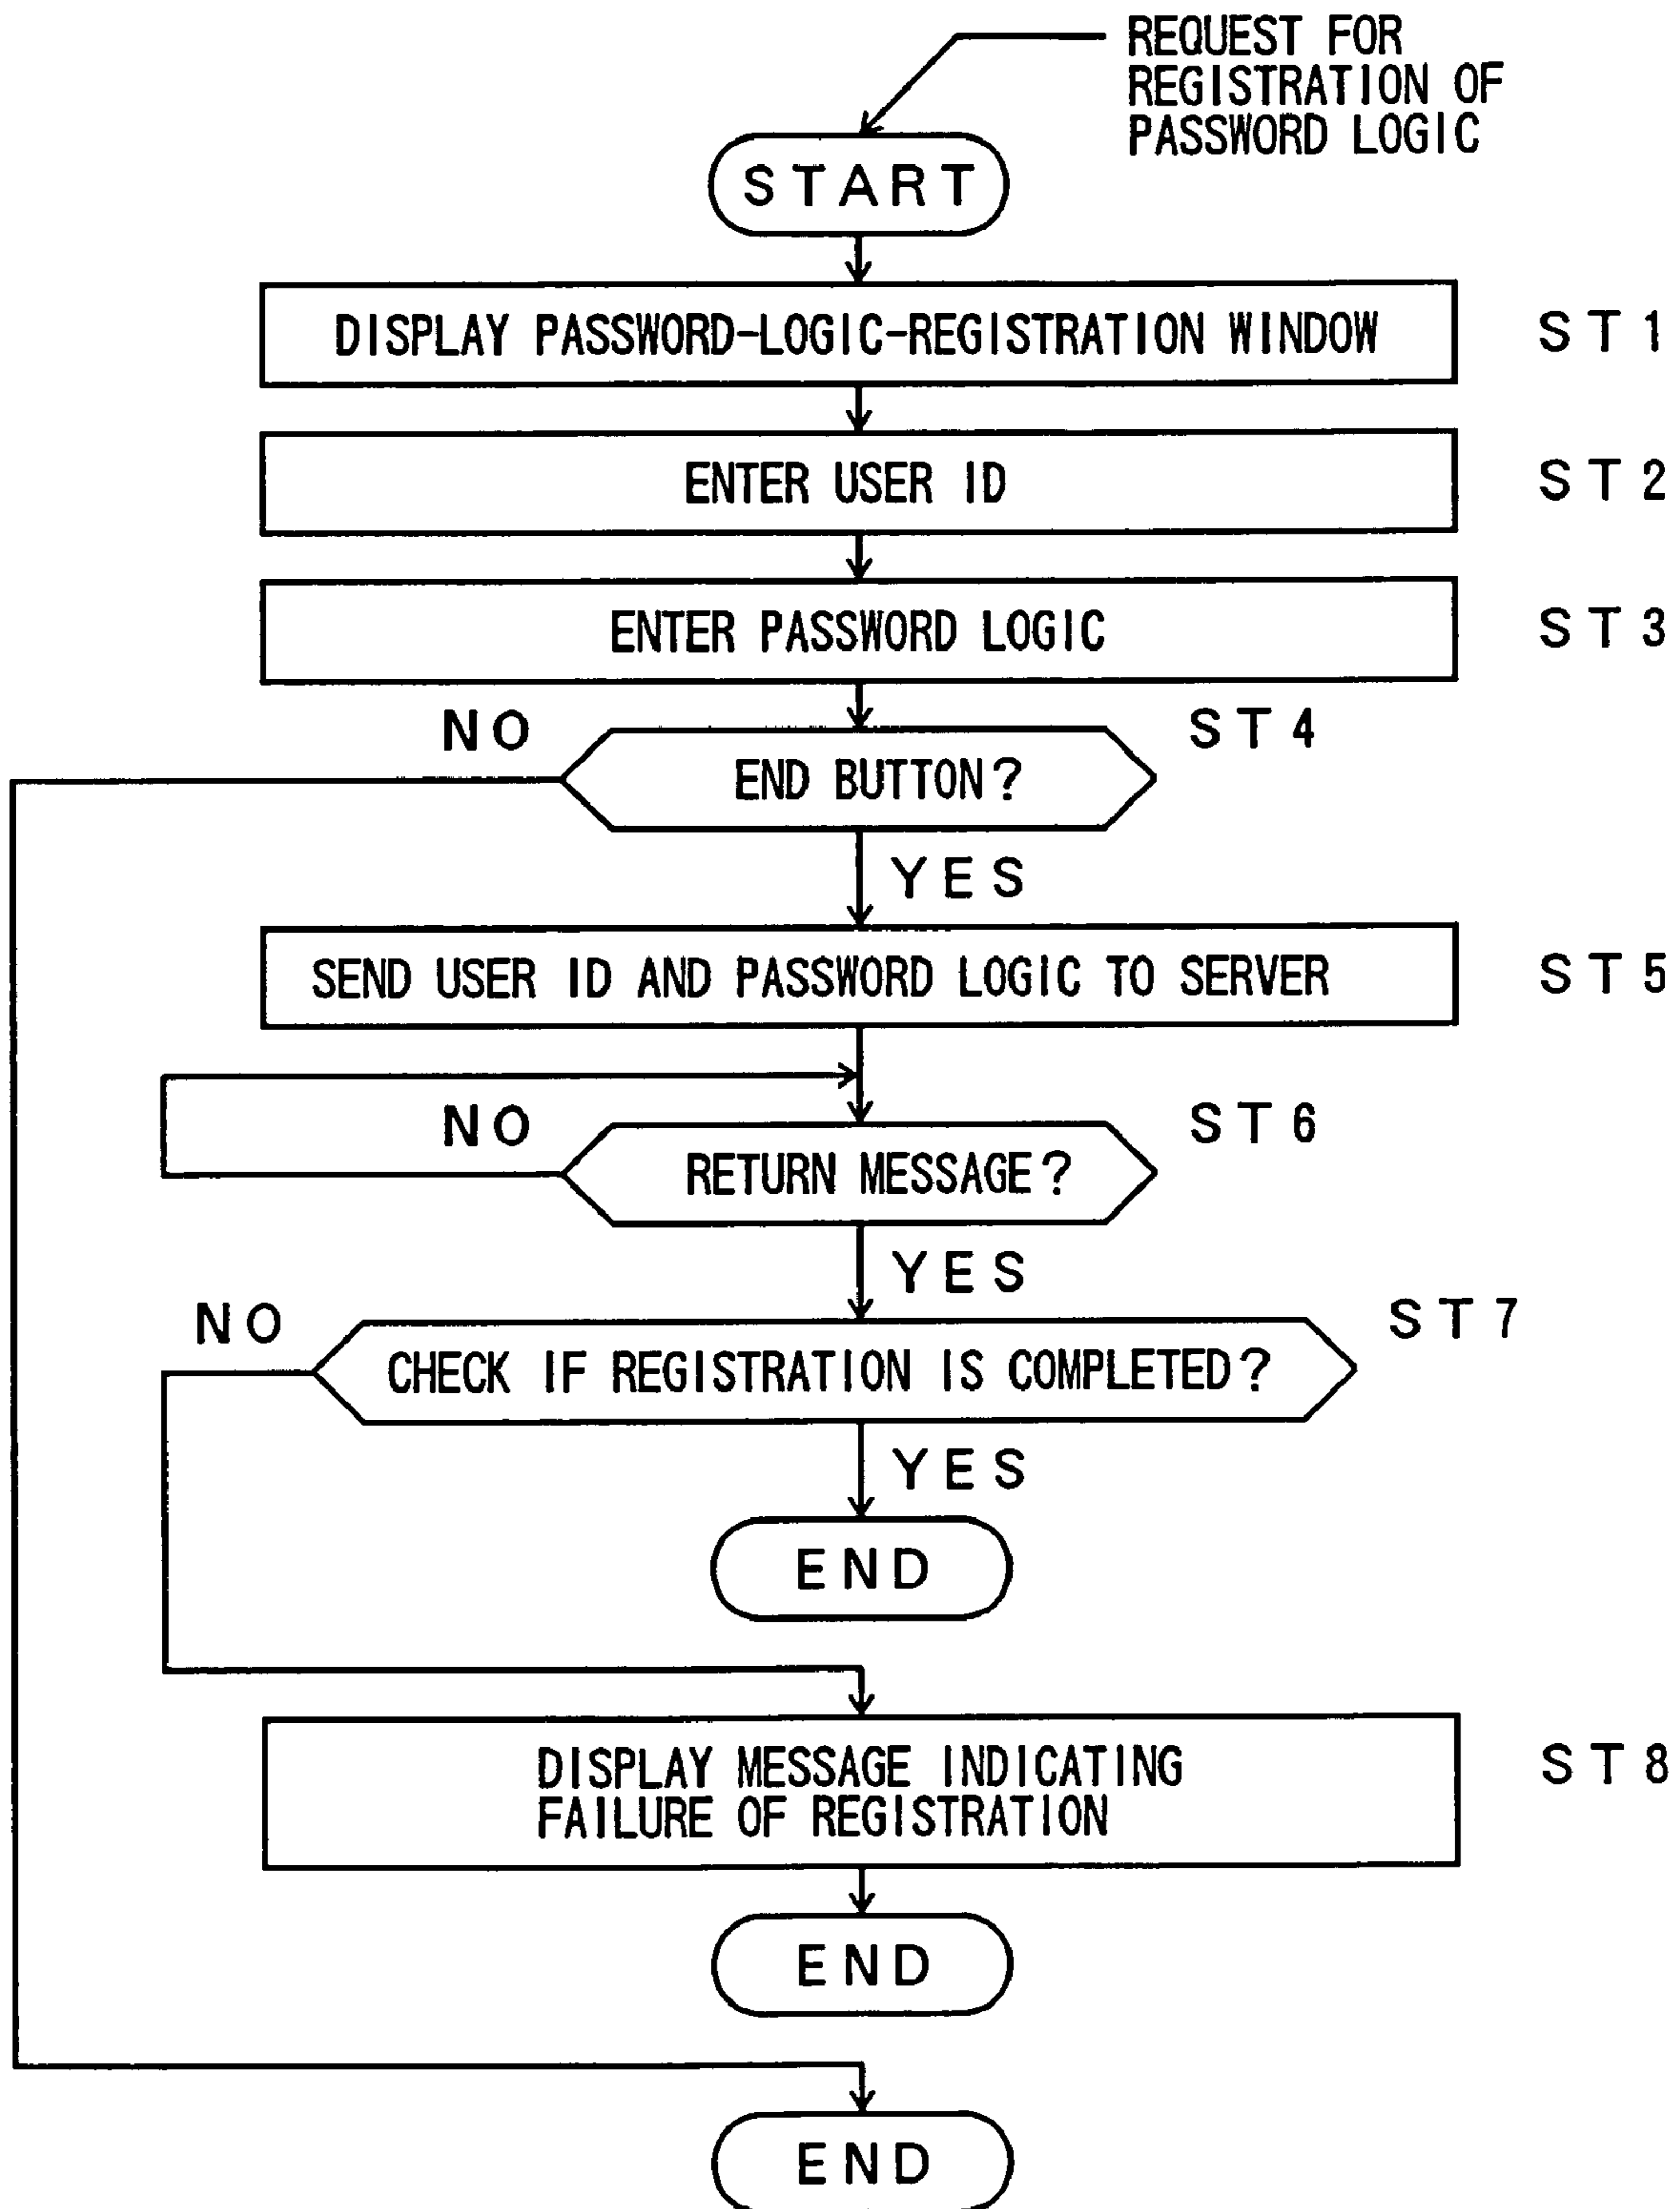 REQUEST FOR
REGISTRATION OF
PASSWORD LOGIC
START
DISPLAY PASSWORD-LOGIC-REGISTRATION WINDOW
ST1
ENTER USER ID
ST2
ENTER PASSWORD LOGIC
ST3
NO
ST4
END BUTTON?
YES
SEND USER ID AND PASSWORD LOGIC TO SERVER
ST5
NO
ST6
RETURN MESSAGE?
YES
NO
ST7
CHECK IF REGISTRATION IS COMPLETED?
YES
END
DISPLAY MESSAGE INDICATING
FAILURE OF REGISTRATION
ST8
END
END